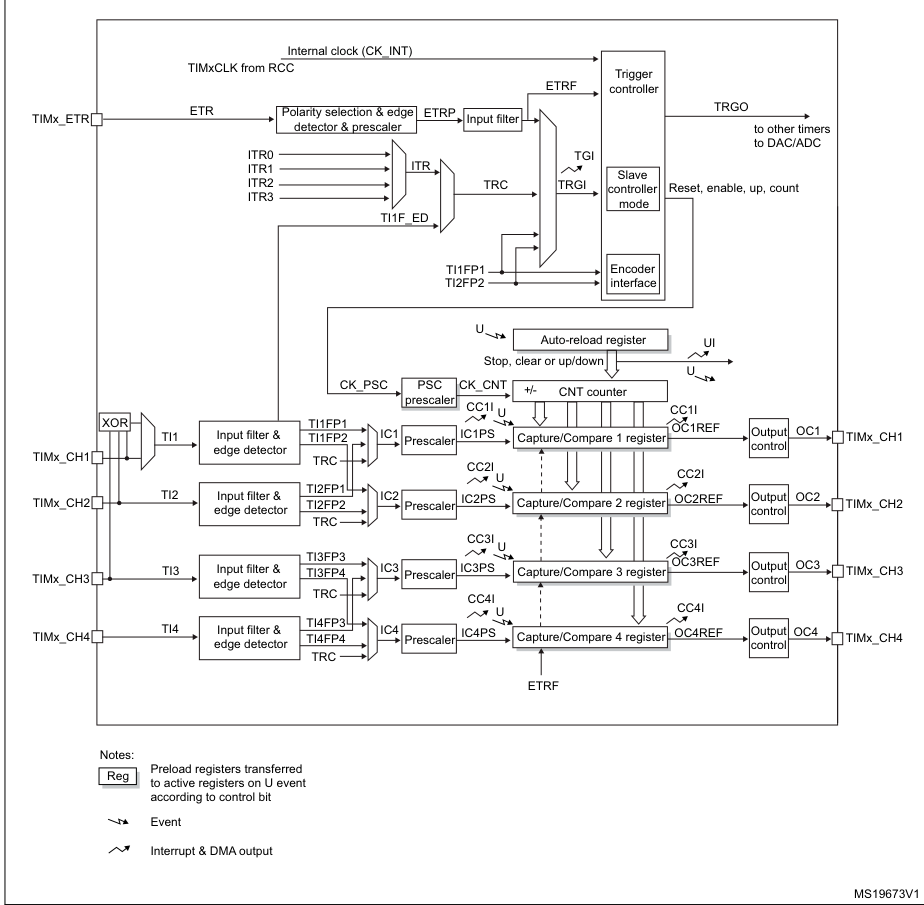 Internal clock (CK_INT)
TIMxCLK from RCC
Trigger
controller
ETRF
TIMx_ETR
ETR
Polarity selection & edge
detector & prescaler
ETRP
Input filter
TRGO
to other timers
to DAC/ADC
ITR0
ITR1
ITR2
ITR3
ITR
TI1F_ED
TRC
TGI
TRGI
Slave
controller
mode
Reset, enable, up, count
TI1FP1
TI2FP2
Encoder
interface
U
Auto-reload register
UI
Stop, clear or up/down
U
CK_PSC
PSC
prescaler
CK_CNT
+/-
CNT counter
XOR
TIMx_CH1
TI1
Input filter &
edge detector
TI1FP1
TI1FP2
TRC
IC1
Prescaler
IC1PS
CC1I
U
Capture/Compare 1 register
CC1I
OC1REF
Output
control
OC1
TIMx_CH1
TIMx_CH2
TI2
Input filter &
edge detector
TI2FP1
TI2FP2
TRC
IC2
Prescaler
IC2PS
CC2I
U
Capture/Compare 2 register
CC2I
OC2REF
Output
control
OC2
TIMx_CH2
TIMx_CH3
TI3
Input filter &
edge detector
TI3FP3
TI3FP4
TRC
IC3
Prescaler
IC3PS
CC3I
U
Capture/Compare 3 register
CC3I
OC3REF
Output
control
OC3
TIMx_CH3
TIMx_CH4
TI4
Input filter &
edge detector
TI4FP3
TI4FP4
TRC
IC4
Prescaler
IC4PS
CC4I
U
Capture/Compare 4 register
CC4I
OC4REF
Output
control
OC4
TIMx_CH4
ETRF
Notes:
Reg
Preload registers transferred
to active registers on U event
according to control bit
Event
Interrupt & DMA output
MS19673V1